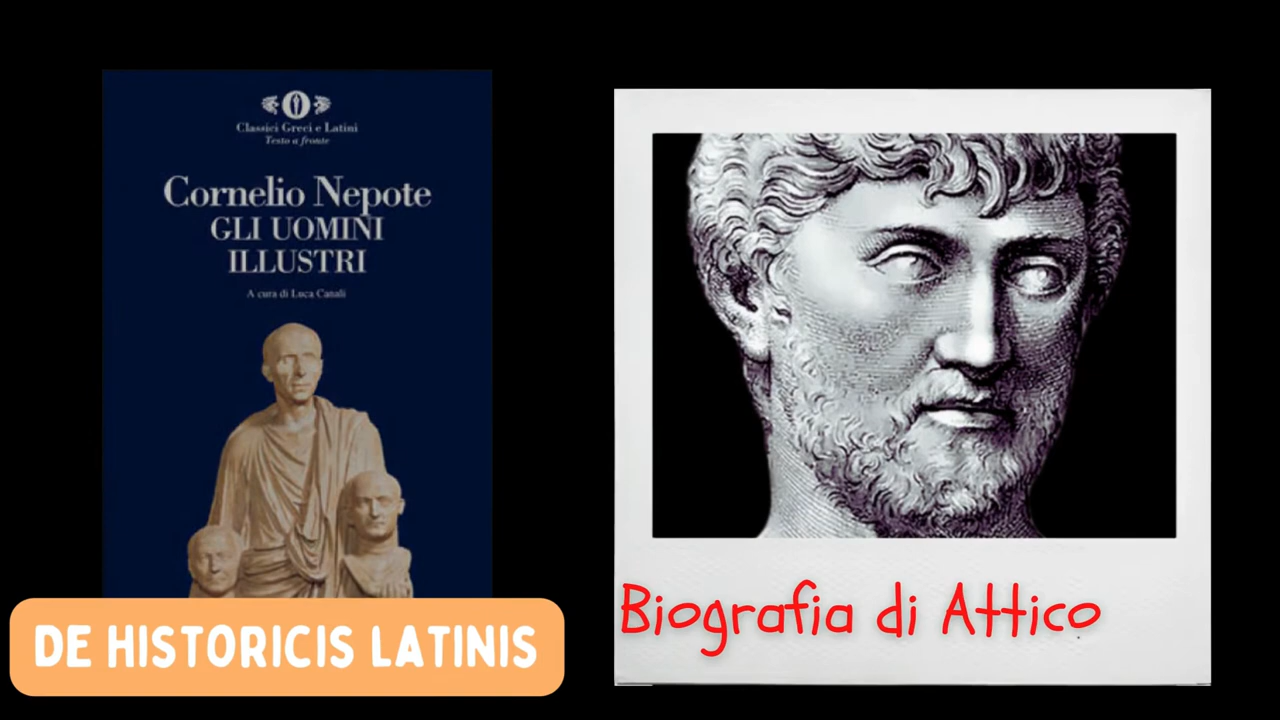 Classici Greci e Latini
Testo a fronte
Cornelio Nepote
GLI UOMINI
ILLUSTRI
A cura di Luca Canali
DE HISTORICIS LATINIS
Biografia di Attico